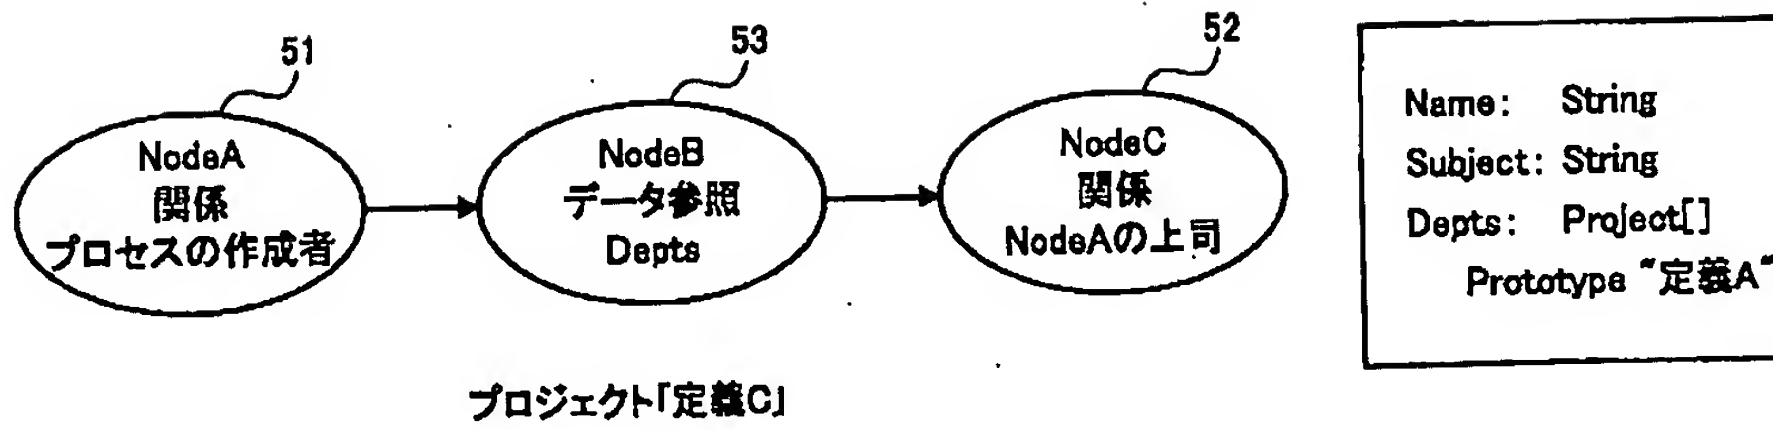 51
53
52
NodeA
関係
プロセスの作成者
NodeB
データ参照
Depts
NodeC
関係
NodeAの上司
Name: String
Subject: String
Depts: Project[]
Prototype "定義A"
プロジェクト「定義C」